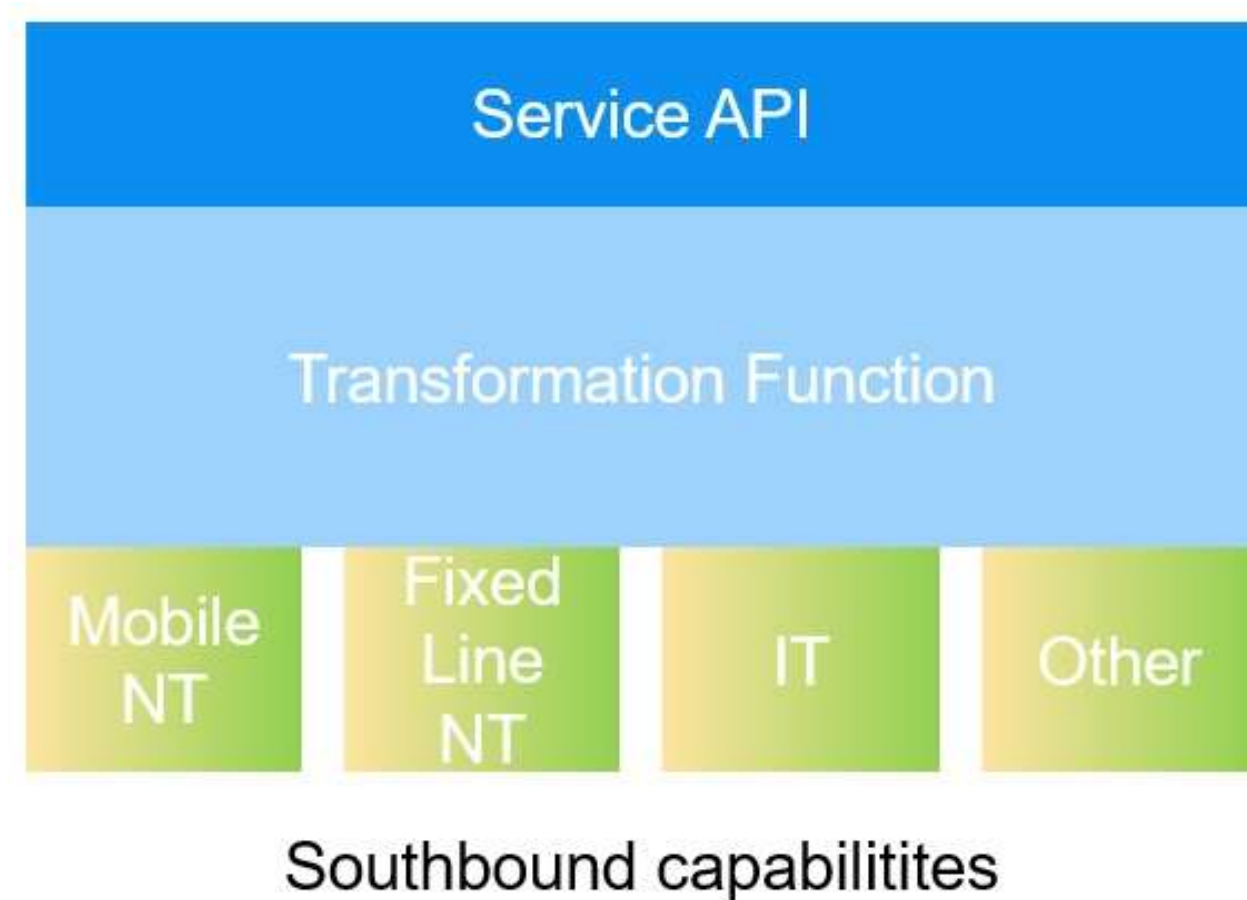 Service API
Transformation Function
Mobile
NT
Fixed
Line
NT
IT
Other
Southbound capabilitites